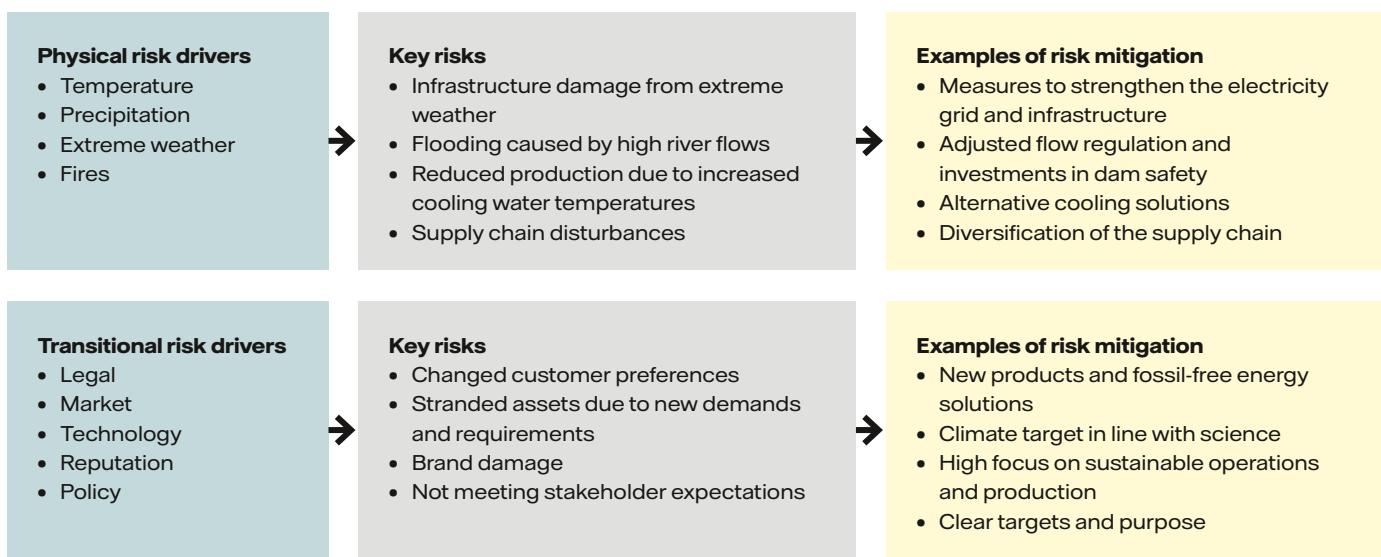 Physical risk drivers
• Temperature
• Precipitation
• Extreme weather
• Fires
Key risks
• Infrastructure damage from extreme
weather
• Flooding caused by high river flows
• Reduced production due to increased
cooling water temperatures
• Supply chain disturbances
Examples of risk mitigation
• Measures to strengthen the electricity
grid and infrastructure
• Adjusted flow regulation and
investments in dam safety
• Alternative cooling solutions
• Diversification of the supply chain
Transitional risk drivers
• Legal
• Market
• Technology
• Reputation
• Policy
Key risks
• Changed customer preferences
• Stranded assets due to new demands
and requirements
• Brand damage
• Not meeting stakeholder expectations
Examples of risk mitigation
• New products and fossil-free energy
solutions
• Climate target in line with science
• High focus on sustainable operations
and production
• Clear targets and purpose